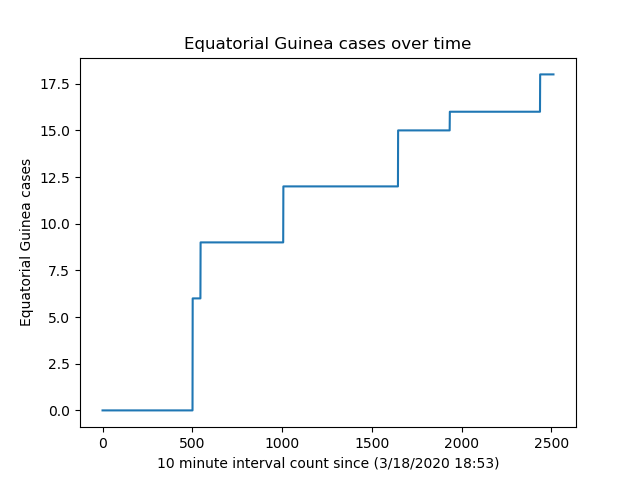 Equatorial Guinea cases over time
Equatorial Guinea cases
17.5
15.0
12.5
10.0
7.5
5.0
2.5
0.0
0 500 1000 1500 2000 2500
10 minute interval count since (3/18/2020 18:53)